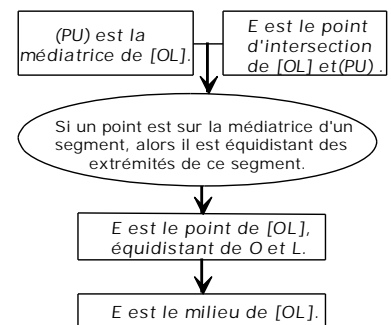 (PU) est la
médiatrice de [OL].
E est le point
d'intersection
de [OL] et(PU) .
Si un point est sur la médiatrice d'un
segment, alors il est équidistant des
extrémités de ce segment.
E est le point de [OL],
équidistant de O et L.
E est le milieu de [OL].